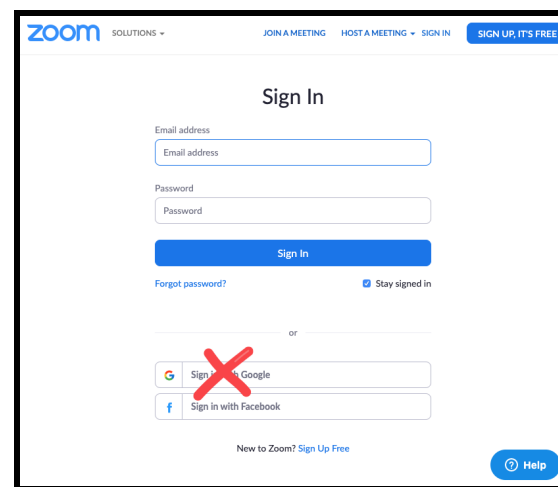 zoom SOLUTIONS JOIN A MEETING HOST A MEETING SIGN IN SIGN UP, IT'S FREE
Sign In
Email address
Email address
Password
Password
Sign In
Forgot password? Stay signed in
or
G Sign Google
f Sign in with Facebook
New to Zoom? Sign Up Free
? Help